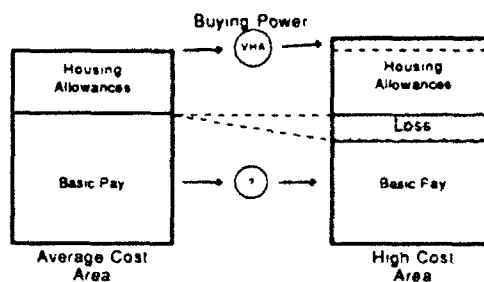 Buying Power
VHA
Housing
Allowances
Housing
Allowances
Loss
Basic Pay
?
Basic Pay
Average Cost
Area
High Cost
Area